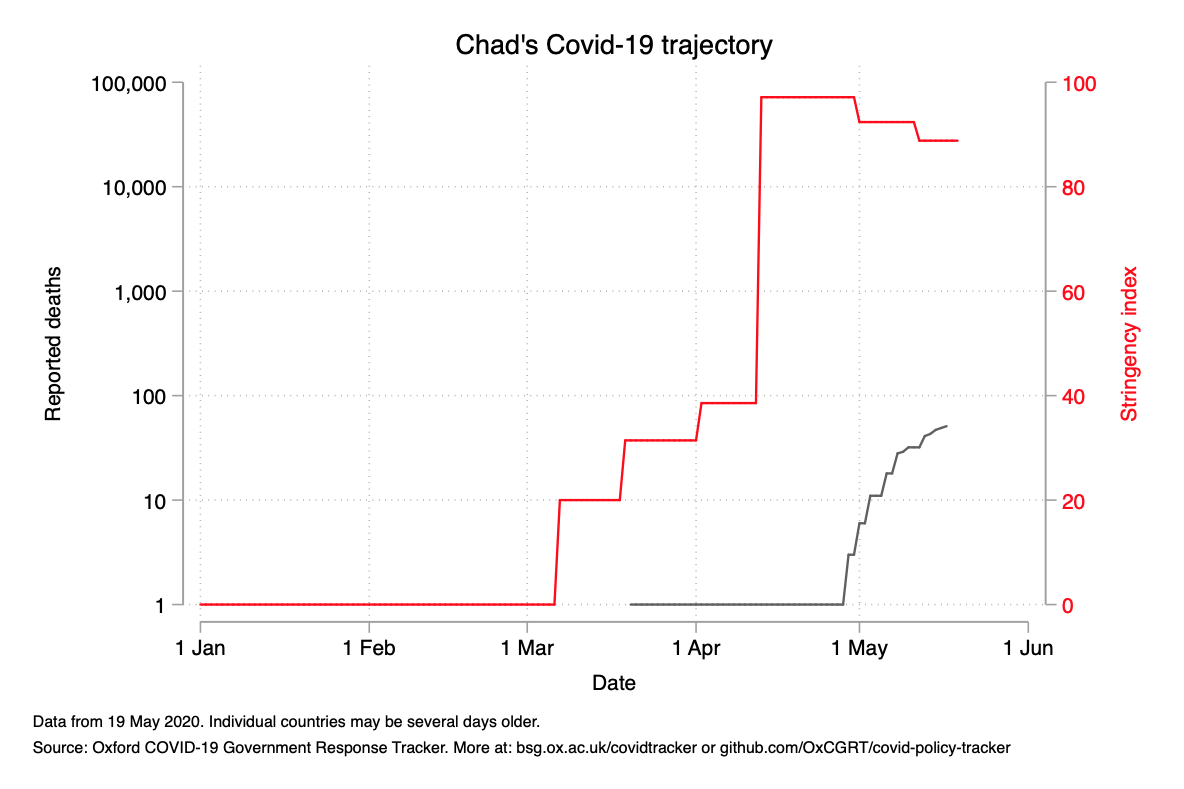 Chad's Covid-19 trajectory
100,000
10,000
1,000
100
10
1
Reported deaths
100
80
60
40
20
0
Stringency index
1 Jan
1 Feb
1 Mar
1 Apr
1 May
1 Jun
Date
Data from 19 May 2020. Individual countries may be several days older.
Source: Oxford COVID-19 Government Response Tracker. More at: bsg.ox.ac.uk/covidtracker or github.com/OxCGRT/covid-policy-tracker